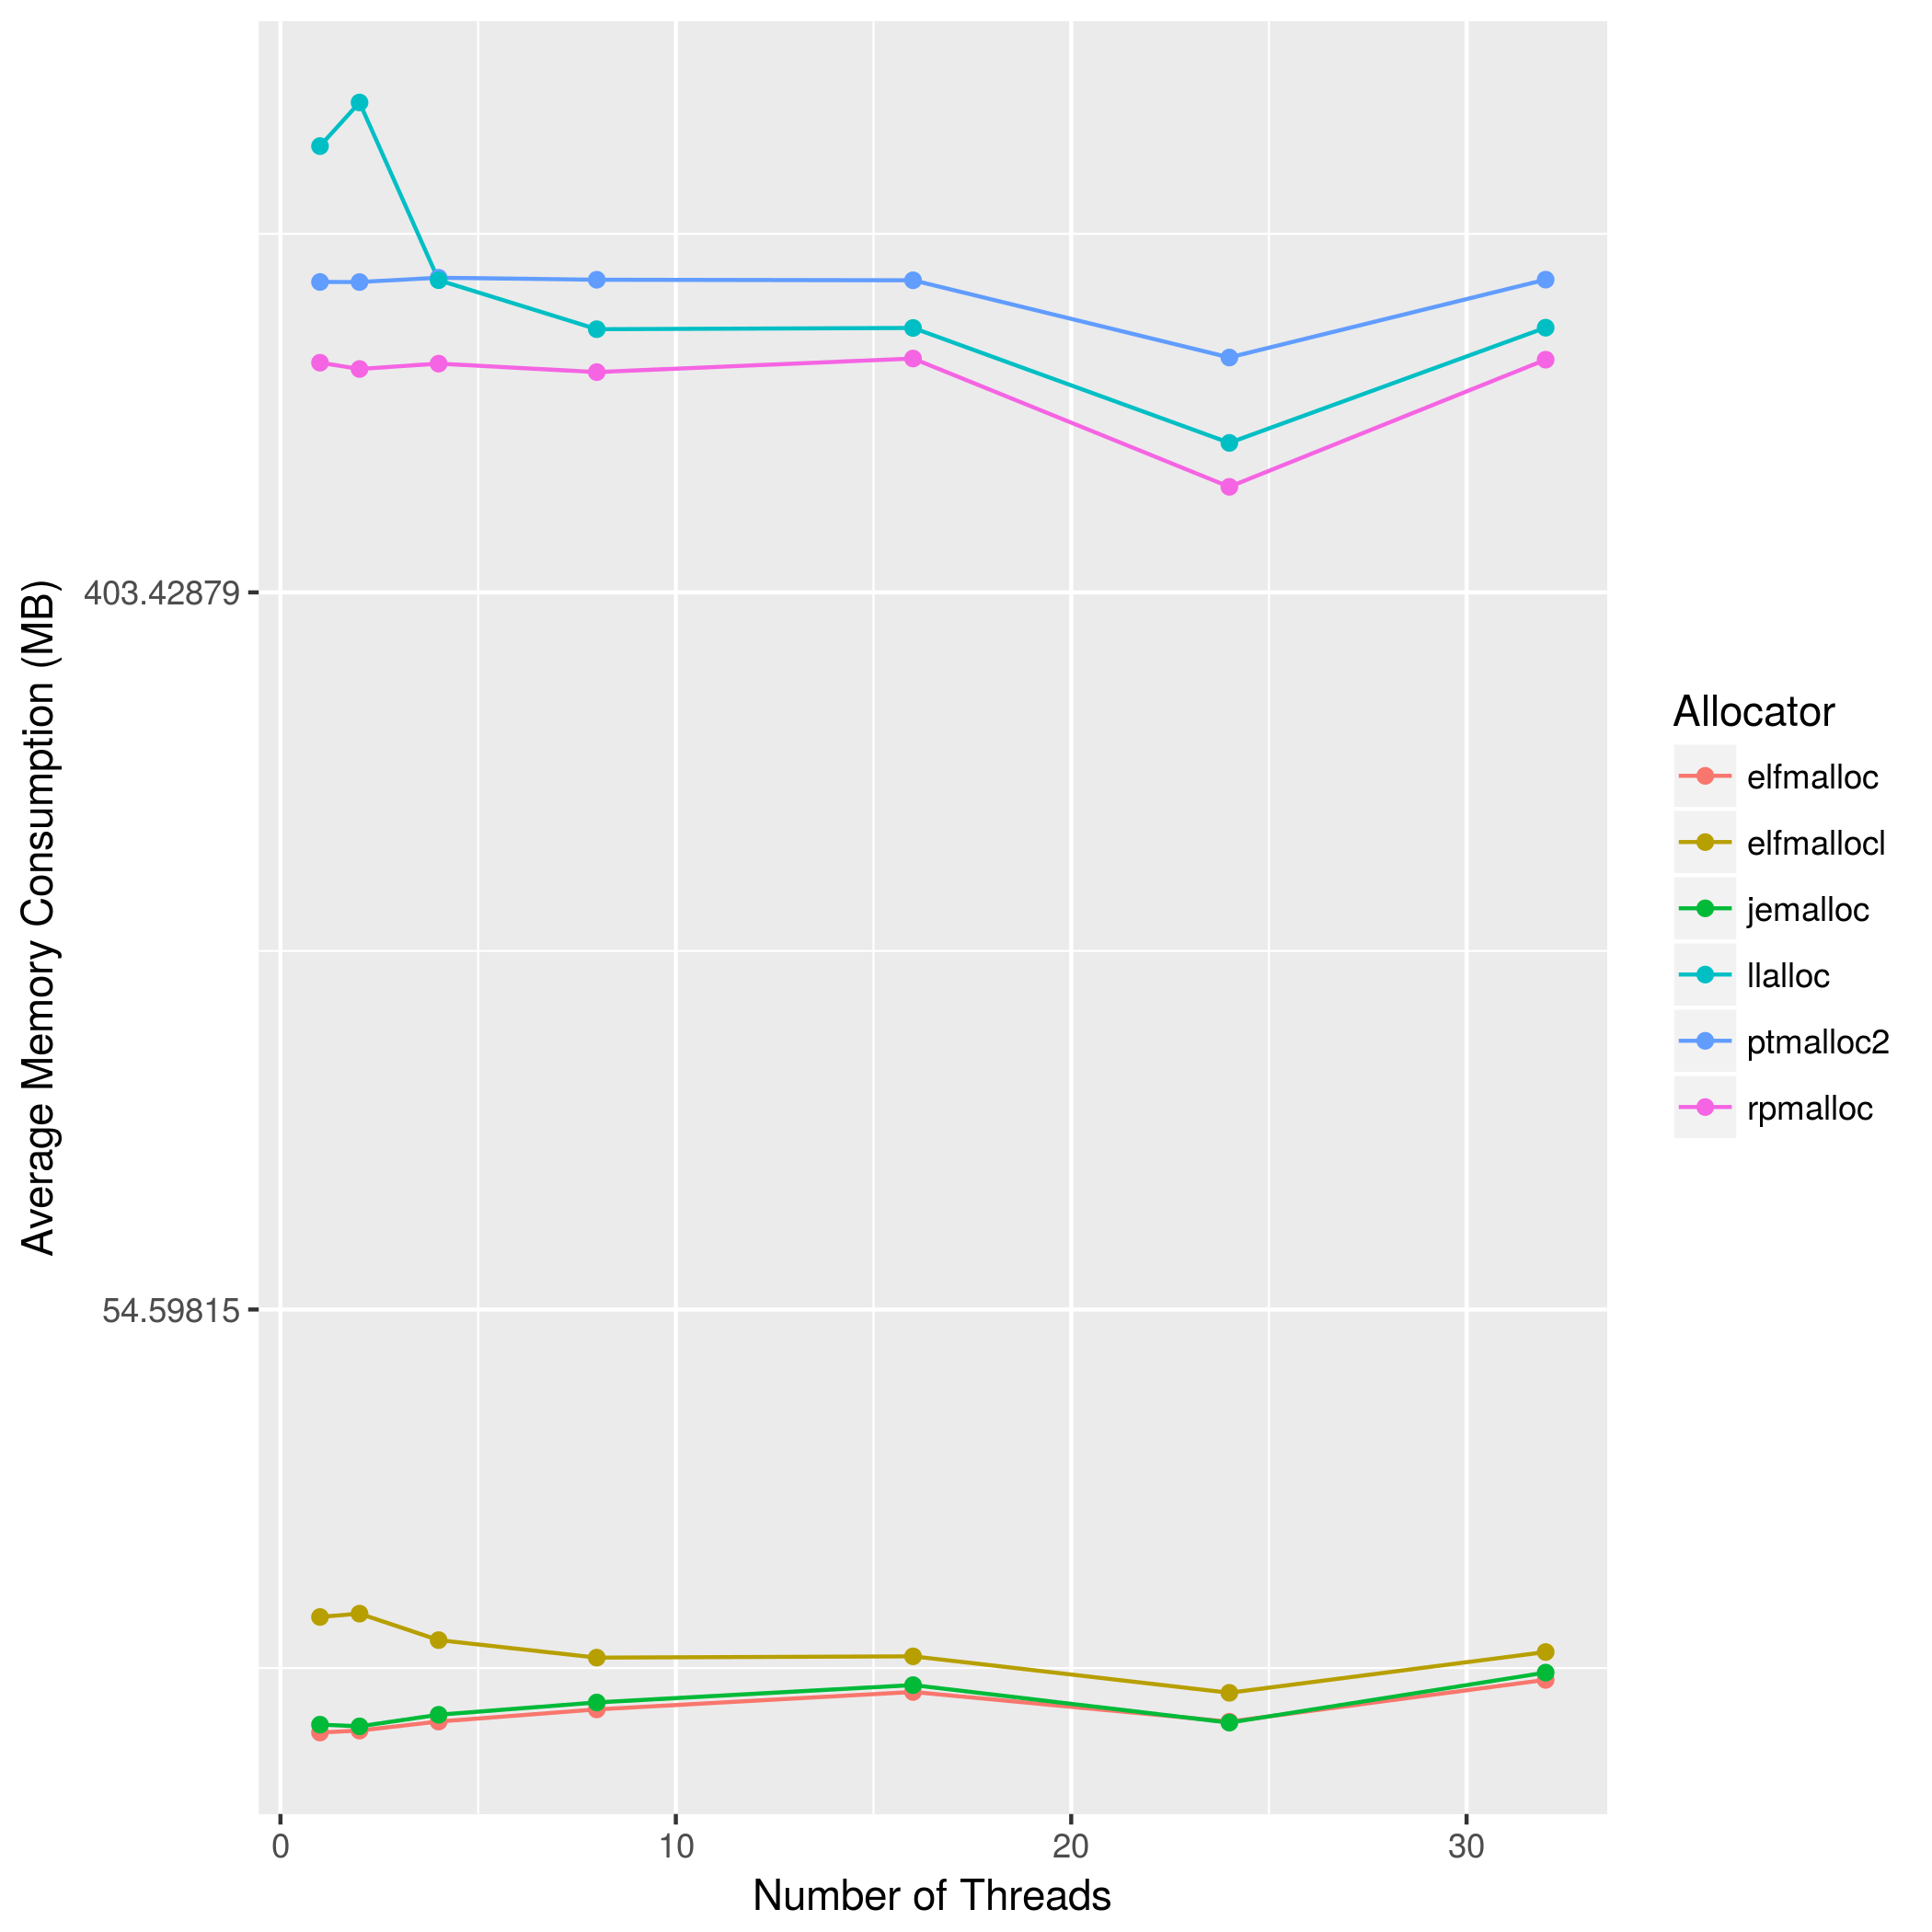 Average Memory Consumption (MB)
403.42879
54.59815
0
10
20
30
Number of Threads
Allocator
elfmalloc
elfmallocl
jemalloc
llalloc
ptmalloc2
rpmalloc